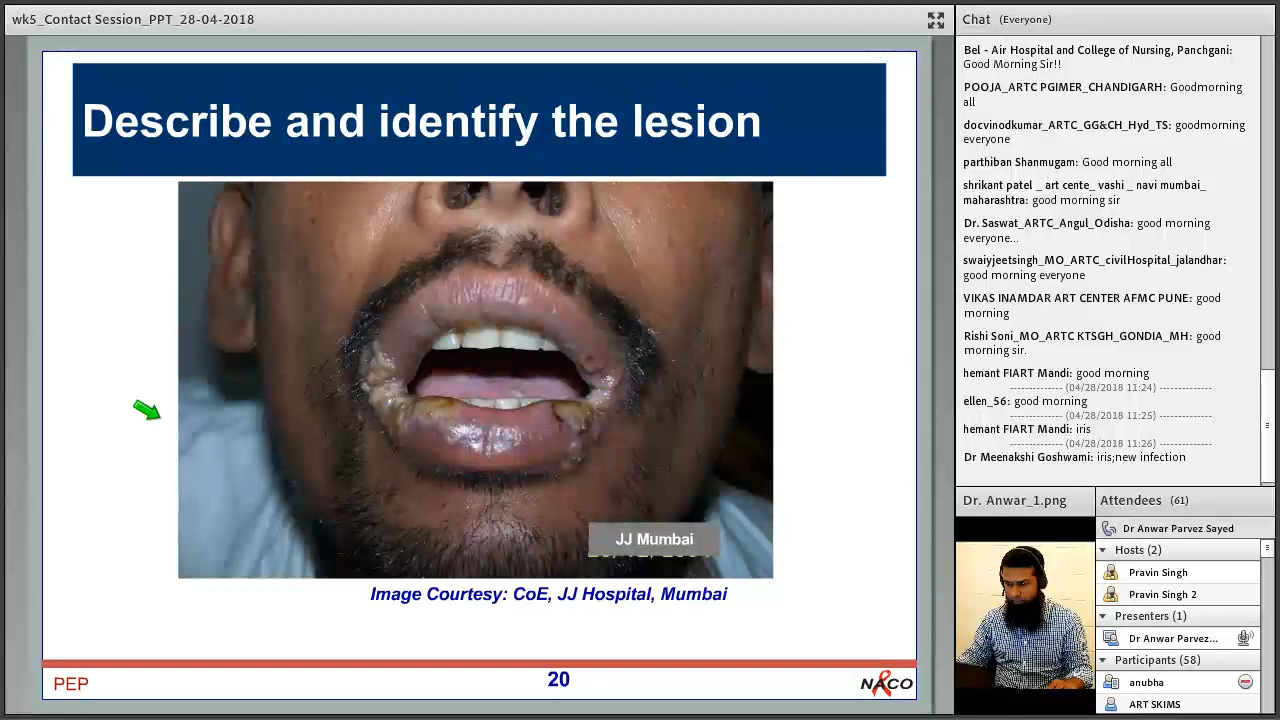 wk5_Contact Session_PPT_28-04-2018
Describe and identify the lesion
JJ Mumbai
Image Courtesy: CoE, JJ Hospital, Mumbai
PEP
20
NACO
Chat (Everyone)
Bel - Air Hospital and College of Nursing, Panchgani:
Good Morning Sir!!
POOJA_ARTC PGIMER_CHANDIGARH: Goodmorning
all
docvinodkumar_ARTC_GG&CH_Hyd_TS: goodmorning
everyone
parthiban Shanmugam: Good morning all
shrikant patel _ art cente_ vashi _ navi mumbai_
maharashtra: good morning sir
Dr. Saswat_ARTC_Angul_Odisha: good morning
everyone...
swaiyjeetsingh_MO_ARTC_civilHospital_jalandhar:
good morning everyone
VIKAS INAMDAR ART CENTER AFMC PUNE: good
morning
Rishi Soni_MO_ARTC KTSGH_GONDIA_MH: good
morning sir.
hemant FIART Mandi: good morning
------------- (04/28/2018 11:24) -------------
ellen_56: good morning
------------- (04/28/2018 11:25) -------------
hemant FIART Mandi: iris
------------- (04/28/2018 11:26) -------------
Dr Meenakshi Goshwami: iris;new infection
Dr. Anwar_1.png
Attendees (61)
Dr Anwar Parvez Sayed
Hosts (2)
Pravin Singh
Pravin Singh 2
Presenters (1)
Dr Anwar Parvez...
Participants (58)
anubha
ART SKIMS